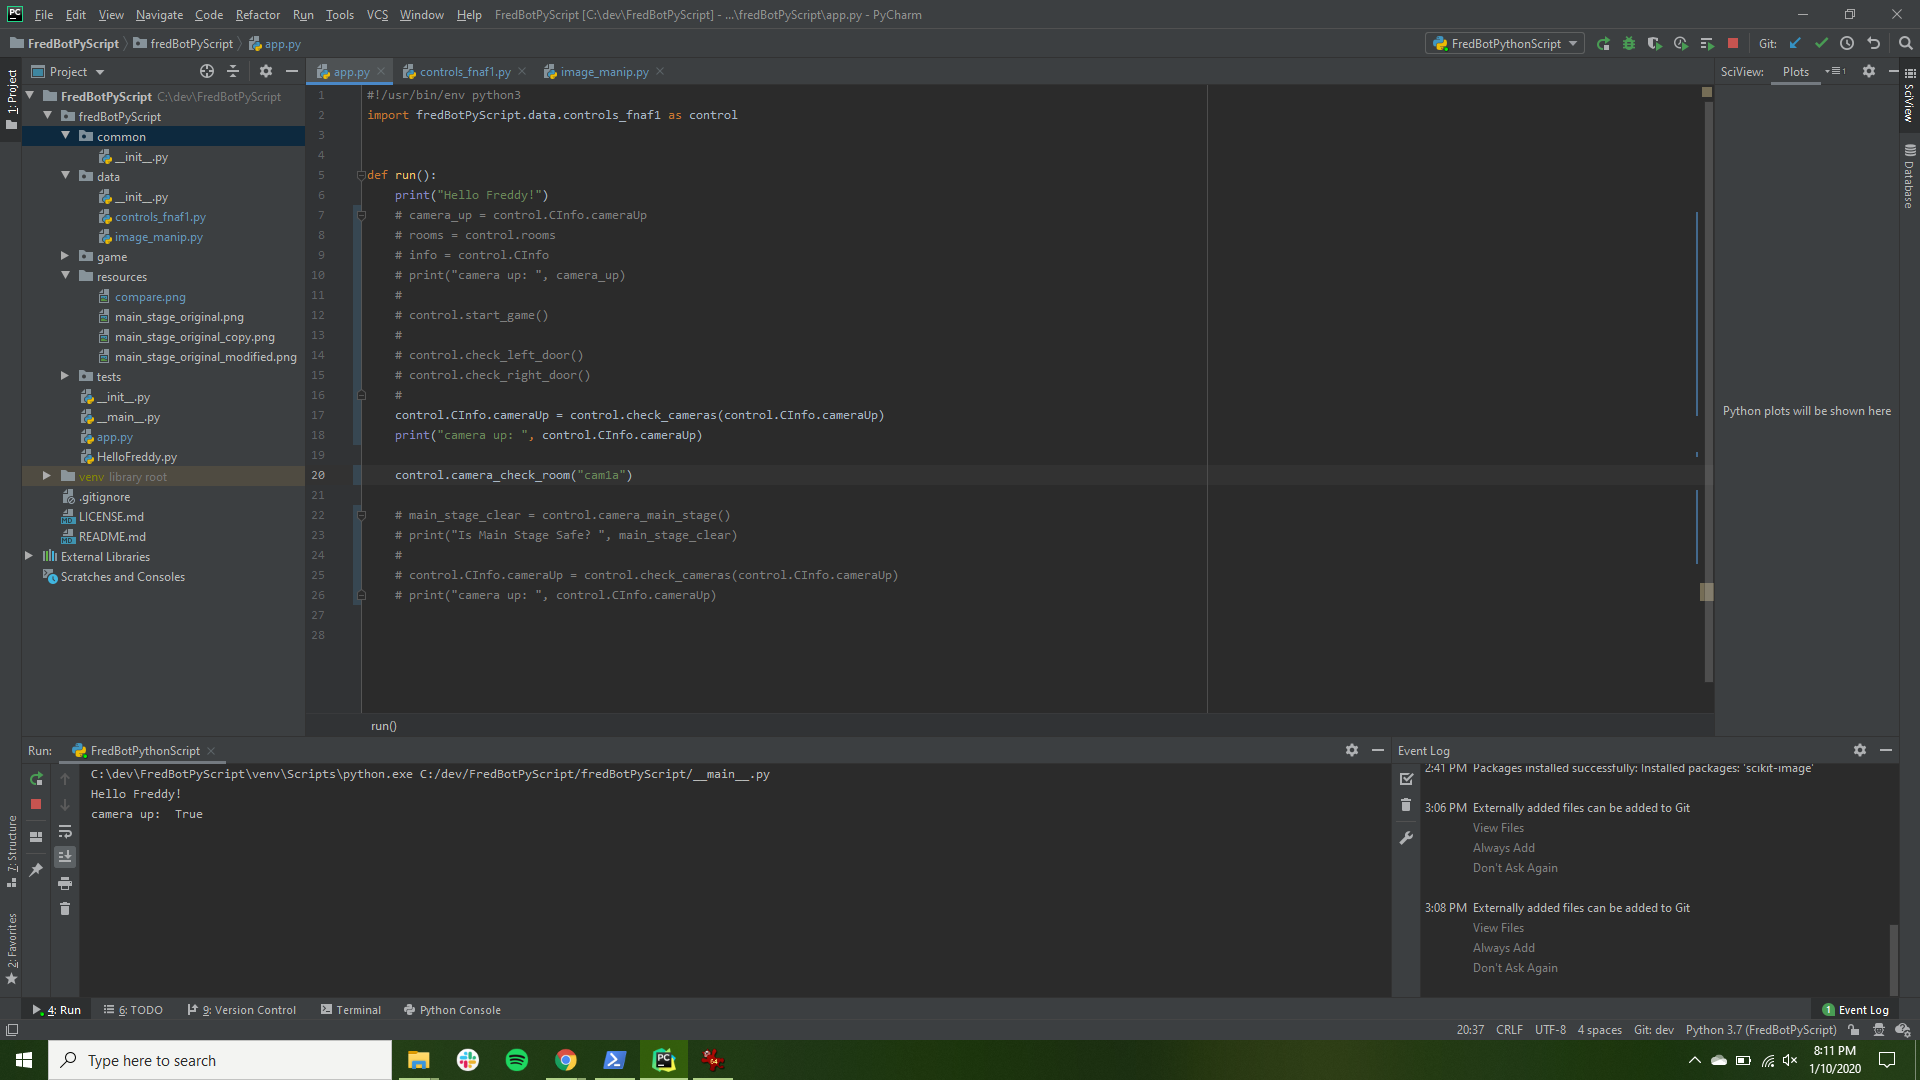 PC File Edit View Navigate Code Refactor Run Tools VCS Window Help FredBotPyScript [C:\dev\FredBotPyScript] - ...\fredBotPyScript\app.py - PyCharm
FredBotPyScript fredBotPyScript app.py FredBotPythonScript Git:
1: Project
Project
FredBotPyScript C:\dev\FredBotPyScript
fredBotPyScript
common
__init__.py
data
__init__.py
controls_fnaf1.py
image_manip.py
game
resources
compare.png
main_stage_original.png
main_stage_original_copy.png
main_stage_original_modified.png
tests
__init__.py
__main__.py
app.py
HelloFreddy.py
venv library root
.gitignore
LICENSE.md
README.md
External Libraries
Scratches and Consoles
app.py controls_fnaf1.py image_manip.py
1 #!/usr/bin/env python3
2 import fredBotPyScript.data.controls_fnaf1 as control
3
4
5 def run():
6 print("Hello Freddy!")
7 # camera_up = control.CInfo.cameraUp
8 # rooms = control.rooms
9 # info = control.CInfo
10 # print("camera up: ", camera_up)
11 #
12 # control.start_game()
13 #
14 # control.check_left_door()
15 # control.check_right_door()
16 #
17 control.CInfo.cameraUp = control.check_cameras(control.CInfo.cameraUp)
18 print("camera up: ", control.CInfo.cameraUp)
19
20 control.camera_check_room("cam1a")
21
22 # main_stage_clear = control.camera_main_stage()
23 # print("Is Main Stage Safe? ", main_stage_clear)
24 #
25 # control.CInfo.cameraUp = control.check_cameras(control.CInfo.cameraUp)
26 # print("camera up: ", control.CInfo.cameraUp)
27
28
run()
SciView: Plots
Python plots will be shown here
SciView
Database
Run: FredBotPythonScript
C:\dev\FredBotPyScript\venv\Scripts\python.exe C:/dev/FredBotPyScript/fredBotPyScript/__main__.py
Hello Freddy!
camera up:  True
7: Structure
2: Favorites
Event Log
2:41 PM Packages installed successfully: Installed packages: 'scikit-image'
3:06 PM Externally added files can be added to Git
View Files
Always Add
Don't Ask Again
3:08 PM Externally added files can be added to Git
View Files
Always Add
Don't Ask Again
4: Run 6: TODO 9: Version Control Terminal Python Console 1 Event Log
20:37 CRLF UTF-8 4 spaces Git: dev Python 3.7 (FredBotPyScript)
Type here to search
PC
64
8:11 PM
1/10/2020